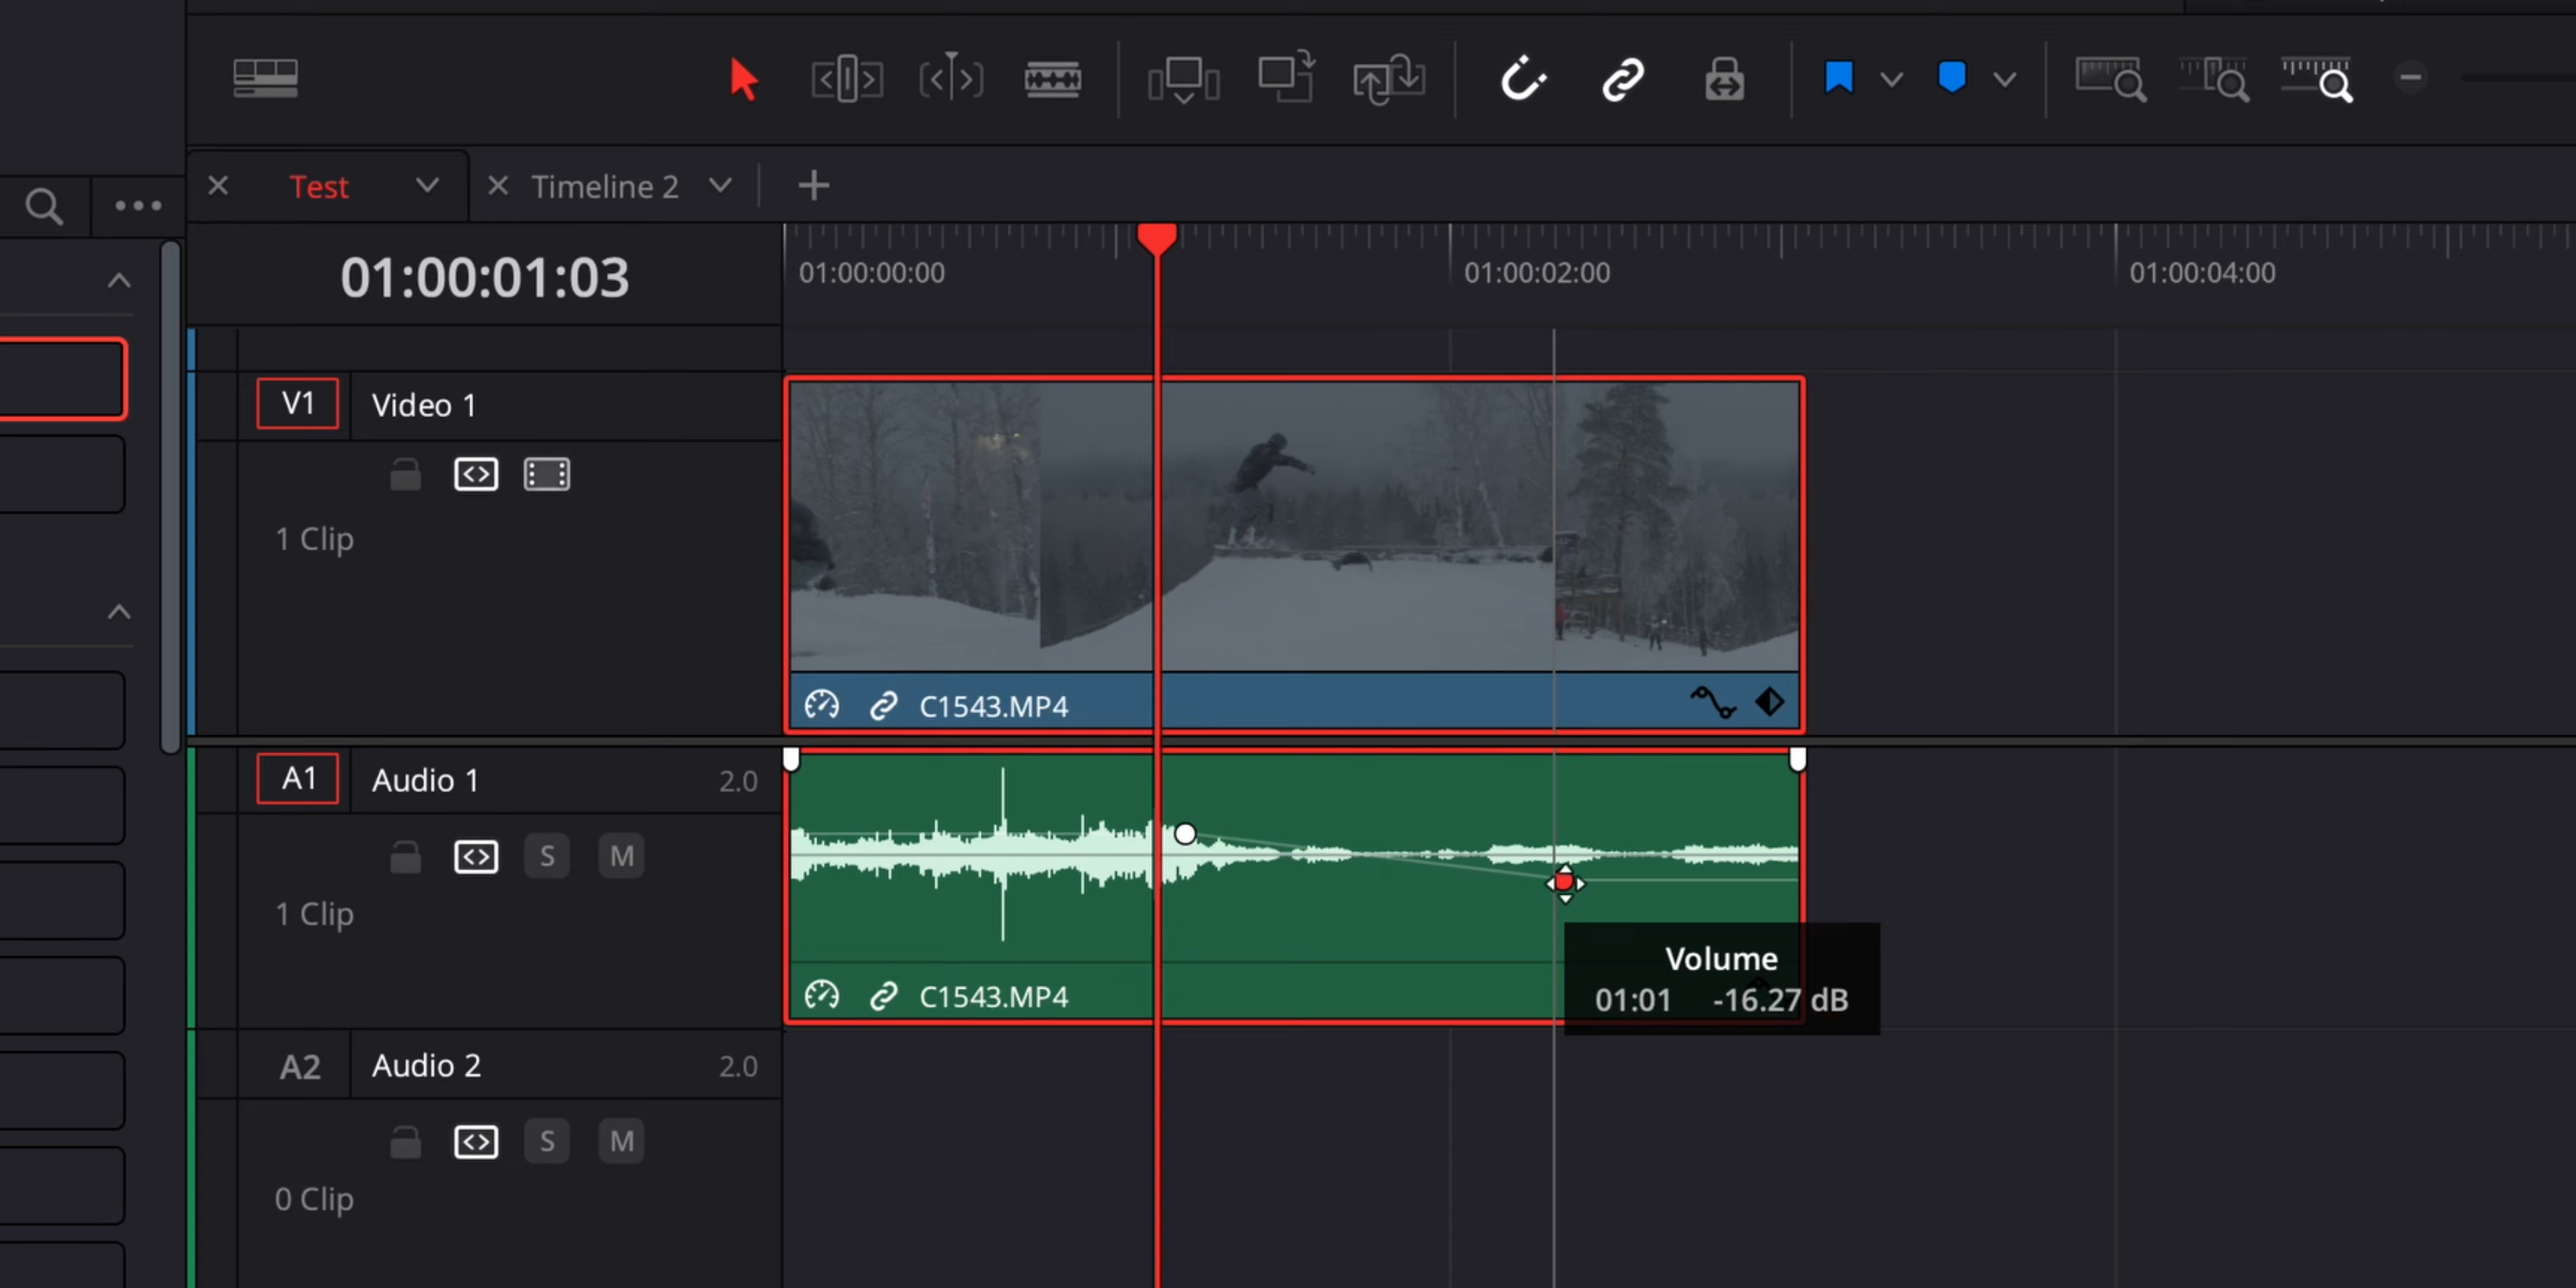 Test
Timeline 2
01:00:01:03
01:00:00:00
01:00:02:00
01:00:04:00
V1
Video 1
1 Clip
C1543.MP4
A1
Audio 1
2.0
S
M
1 Clip
C1543.MP4
Volume
01:01 -16.27 dB
A2
Audio 2
2.0
S
M
0 Clip